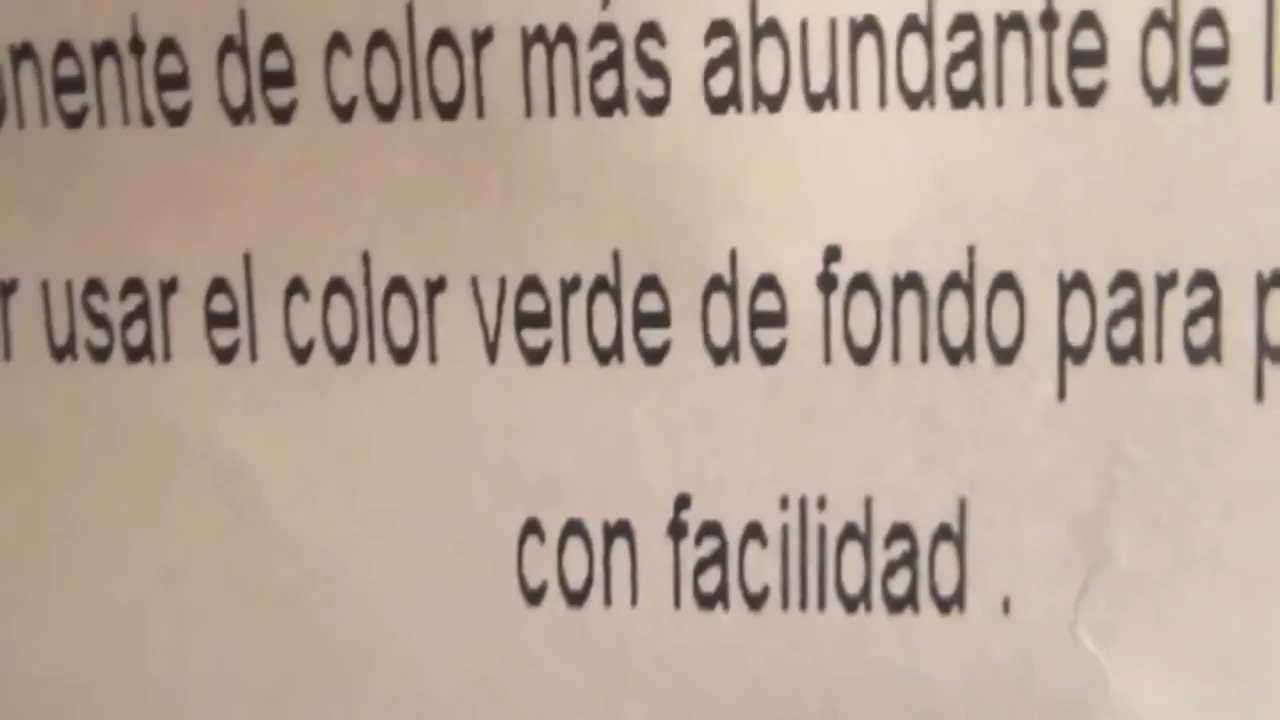 de color más abundante de
usar el color verde de fondo para
con facilidad .